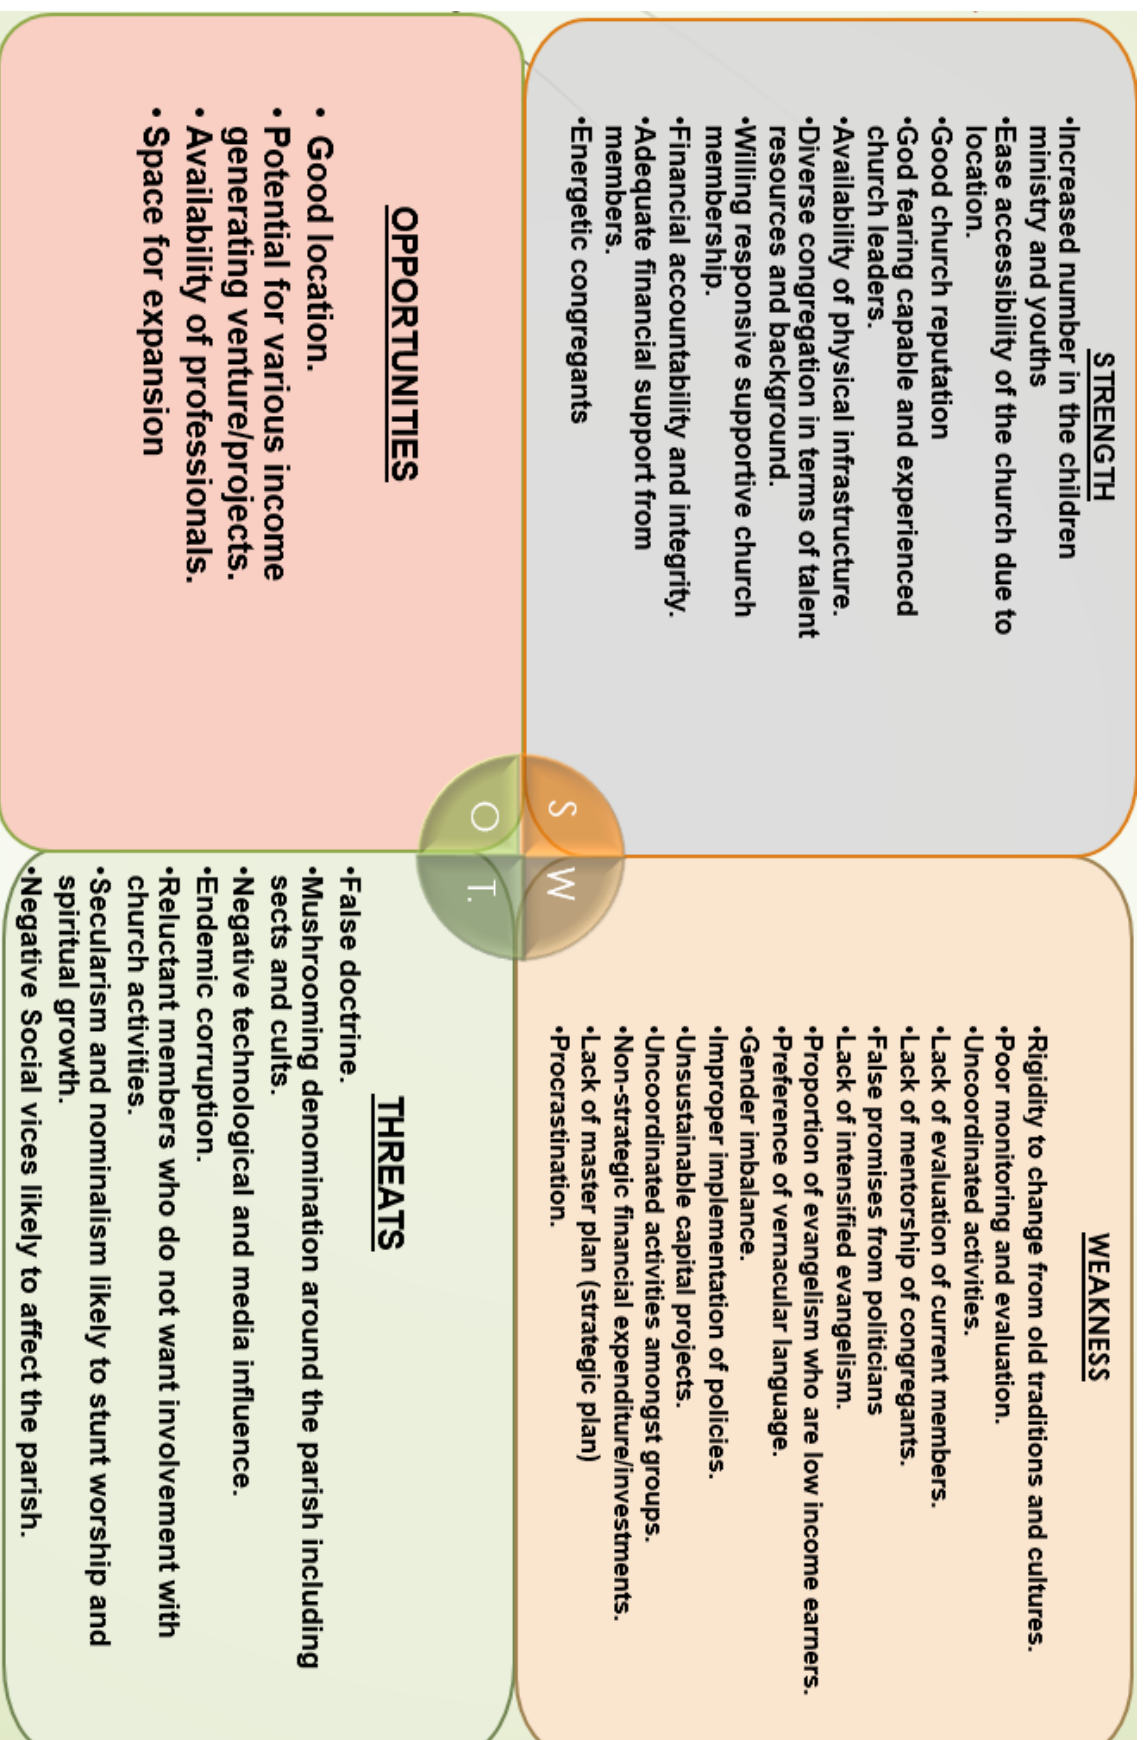 STRENGTH
•Increased number in the children
ministry and youths
•Ease accessibility of the church due to
location.
•Good church reputation
•God fearing capable and experienced
church leaders.
•Availability of physical infrastructure.
•Diverse congregation in terms of talent
resources and background.
•Willing responsive supportive church
membership.
•Financial accountability and integrity.
•Adequate financial support from
members.
•Energetic congregants
WEAKNESS
•Rigidity to change from old traditions and cultures.
•Poor monitoring and evaluation.
•Uncoordinated activities.
•Lack of evaluation of current members.
•Lack of mentorship of congregants.
•False promises from politicians
•Lack of intensified evangelism.
•Proportion of evangelism who are low income earners.
•Preference of vernacular language.
•Gender imbalance.
•Improper implementation of policies.
•Unsustainable capital projects.
•Uncoordinated activities amongst groups.
•Non-strategic financial expenditure/investments.
•Lack of master plan (strategic plan)
•Procrastination.
S
W
O
T.
OPPORTUNITIES
• Good location.
• Potential for various income
generating venture/projects.
• Availability of professionals.
• Space for expansion
THREATS
•False doctrine.
•Mushrooming denomination around the parish including
sects and cults.
•Negative technological and media influence.
•Endemic corruption.
•Reluctant members who do not want involvement with
church activities.
•Secularism and nominalism likely to stunt worship and
spiritual growth.
•Negative Social vices likely to affect the parish.